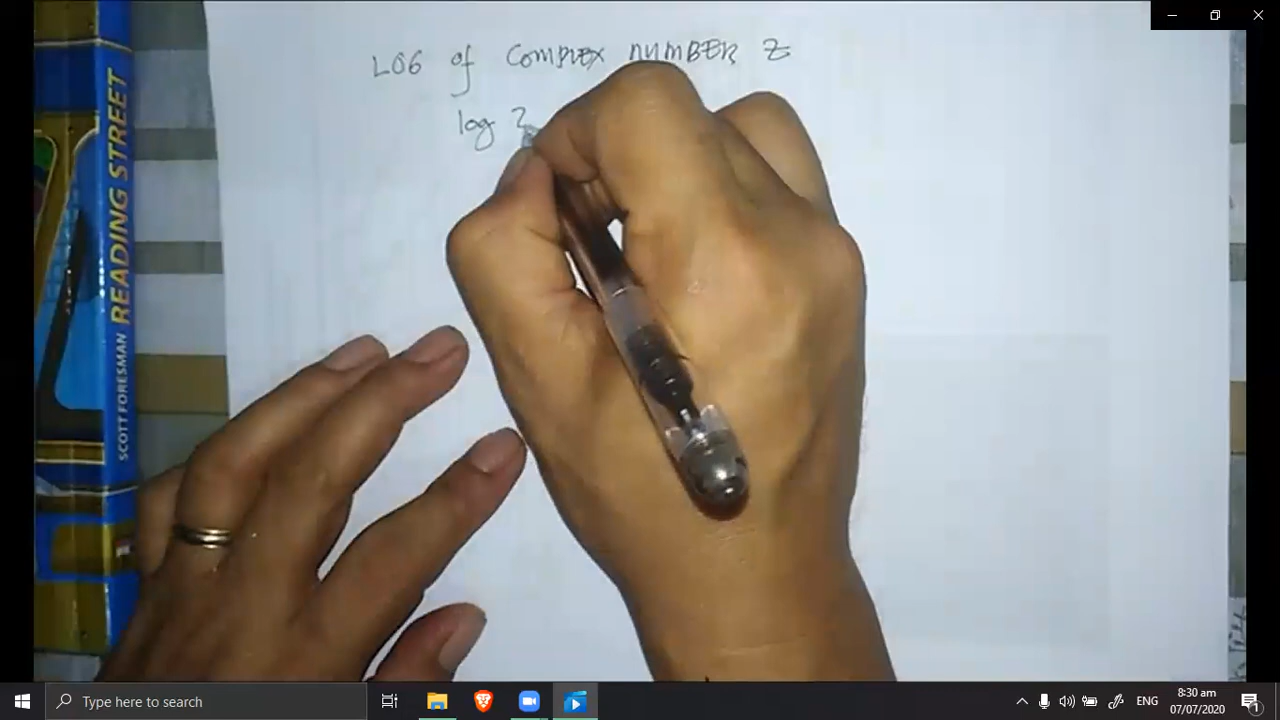 LOG of COMPLEX NUMBER Z
log
SCOTT FORESMAN READING STREET
Type here to search
ENG
8:30 am
07/07/2020